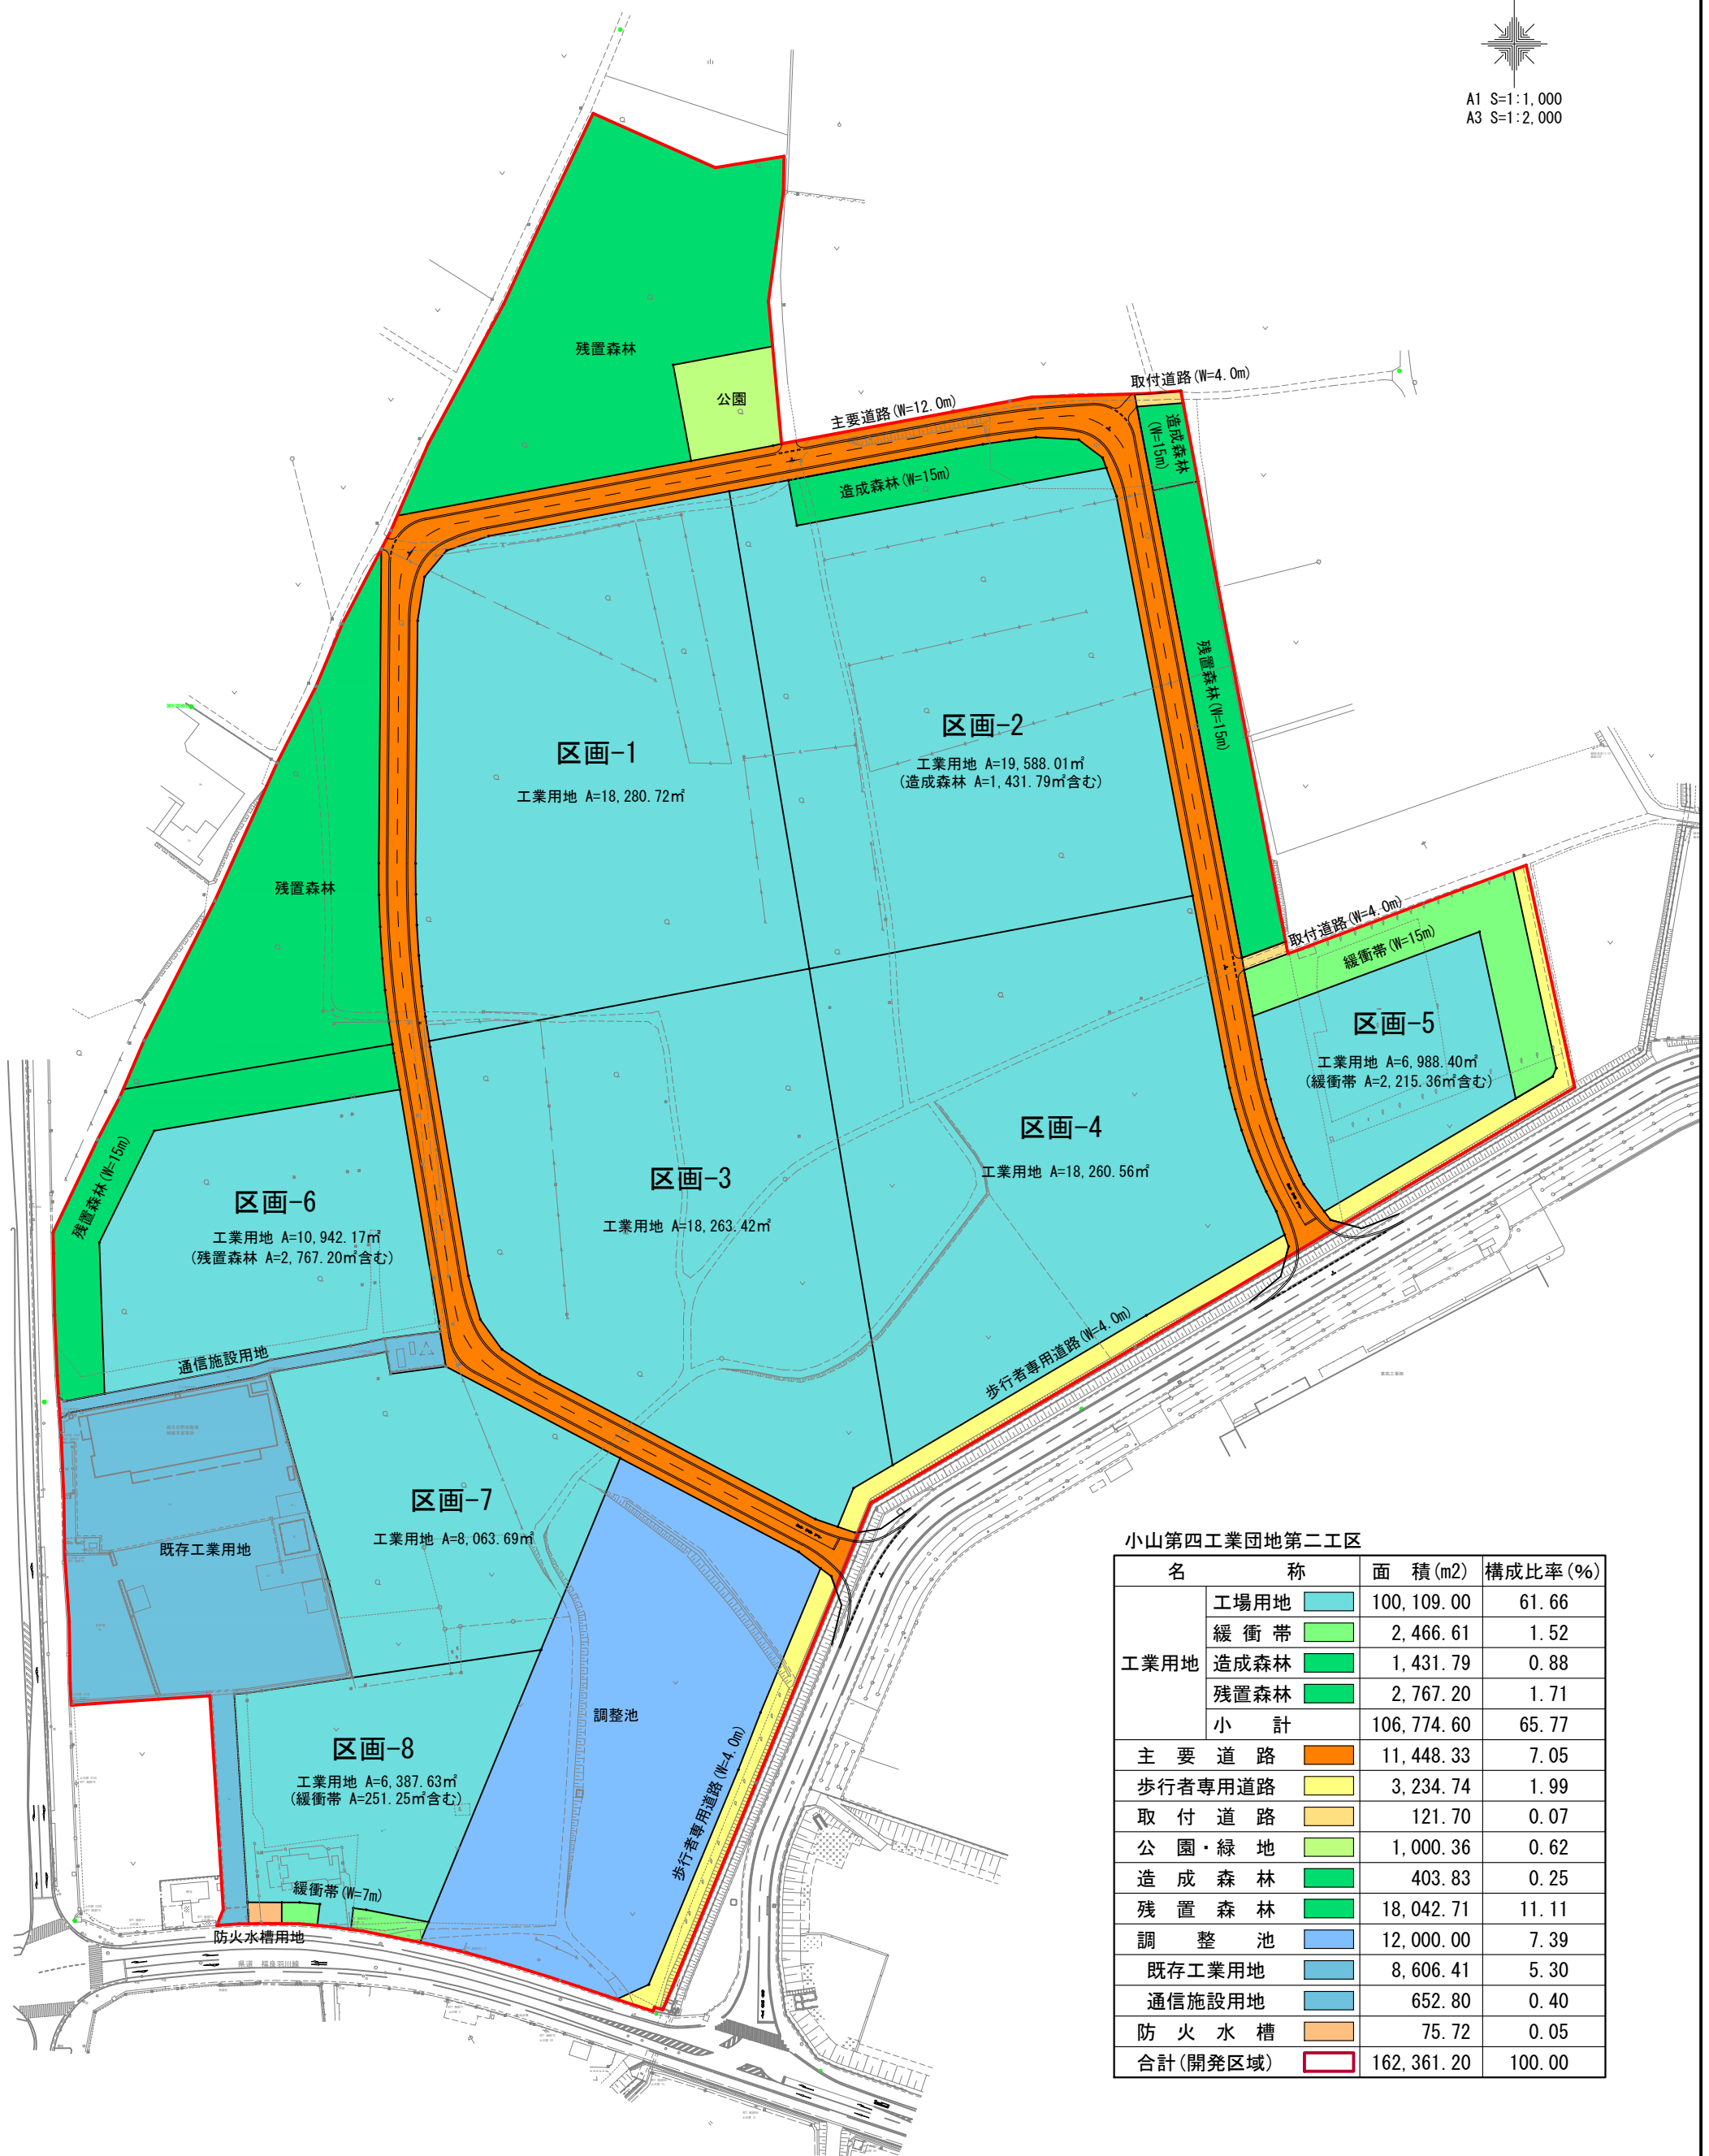 A1 S=1:1,000
A3 S=1:2,000
残置森林
公園
主要道路(W=12.0m)
取付道路(W=4.0m)
造成森林
(W=15m)
造成森林(W=15m)
残置森林(W=15m)
区画-1
工業用地 A=18,280.72㎡
区画-2
工業用地 A=19,588.01㎡
(造成森林 A=1,431.79㎡含む)
残置森林
取付道路(W=4.0m)
緩衝帯(W=15m)
区画-5
工業用地 A=6,988.40㎡
(緩衝帯 A=2,215.36㎡含む)
区画-4
工業用地 A=18,260.56㎡
区画-3
工業用地 A=18,263.42㎡
残置森林(W=15m)
区画-6
工業用地 A=10,942.17㎡
(残置森林 A=2,767.20㎡含む)
通信施設用地
歩行者専用道路(W=4.0m)
区画-7
工業用地 A=8,063.69㎡
既存工業用地
調整池
区画-8
工業用地 A=6,387.63㎡
(緩衝帯 A=251.25㎡含む)
歩行者専用道路(W=4.0m)
緩衝帯(W=7m)
防火水槽用地
小山第四工業団地第二工区
名 称 面 積(m2) 構成比率(%)
工業用地
工場用地 100,109.00 61.66
緩衝帯 2,466.61 1.52
造成森林 1,431.79 0.88
残置森林 2,767.20 1.71
小 計 106,774.60 65.77
主要道路 11,448.33 7.05
歩行者専用道路 3,234.74 1.99
取付道路 121.70 0.07
公園・緑地 1,000.36 0.62
造成森林 403.83 0.25
残置森林 18,042.71 11.11
調整池 12,000.00 7.39
既存工業用地 8,606.41 5.30
通信施設用地 652.80 0.40
防火水槽 75.72 0.05
合計(開発区域) 162,361.20 100.00